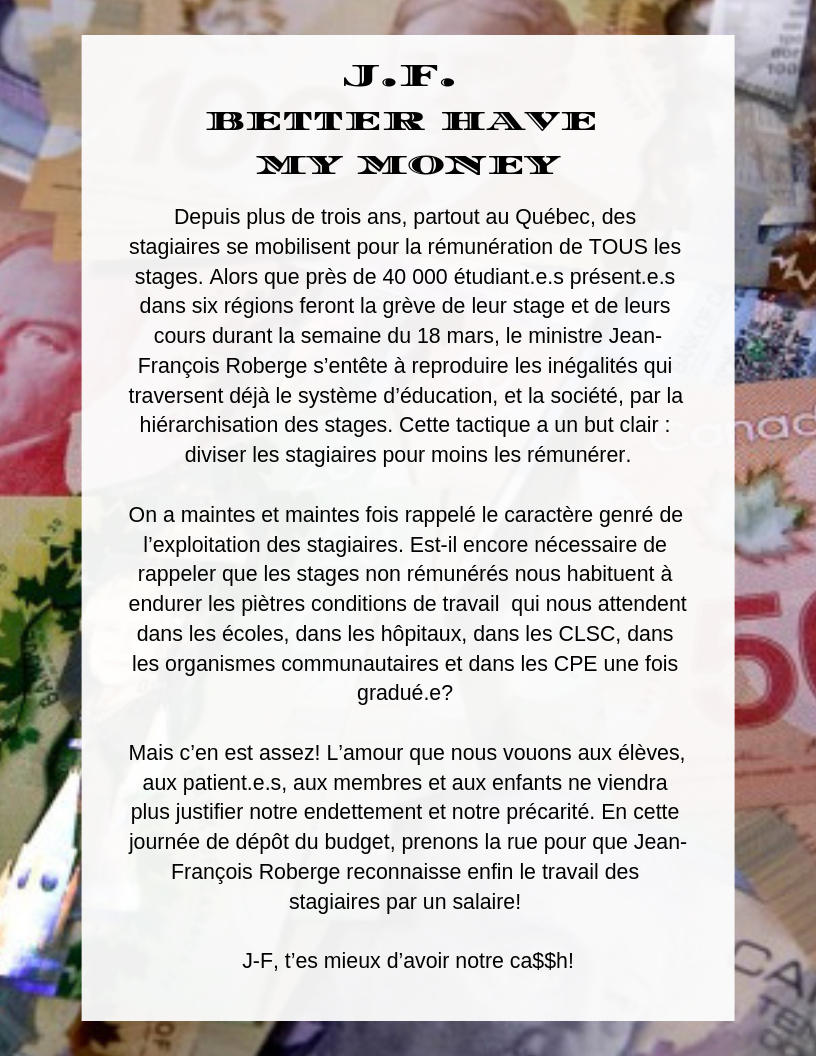 J.F.
BETTER HAVE
MY MONEY
Depuis plus de trois ans, partout au Québec, des
stagiaires se mobilisent pour la rémunération de TOUS les
stages. Alors que près de 40 000 étudiant.e.s présent.e.s
dans six régions feront la grève de leur stage et de leurs
cours durant la semaine du 18 mars, le ministre Jean-
François Roberge s’entête à reproduire les inégalités qui
traversent déjà le système d’éducation, et la société, par la
hiérarchisation des stages. Cette tactique a un but clair :
diviser les stagiaires pour moins les rémunérer.
On a maintes et maintes fois rappelé le caractère genré de
l’exploitation des stagiaires. Est-il encore nécessaire de
rappeler que les stages non rémunérés nous habituent à
endurer les piètres conditions de travail  qui nous attendent
dans les écoles, dans les hôpitaux, dans les CLSC, dans
les organismes communautaires et dans les CPE une fois
gradué.e?
Mais c’en est assez! L’amour que nous vouons aux élèves,
aux patient.e.s, aux membres et aux enfants ne viendra
plus justifier notre endettement et notre précarité. En cette
journée de dépôt du budget, prenons la rue pour que Jean-
François Roberge reconnaisse enfin le travail des
stagiaires par un salaire!
J-F, t’es mieux d’avoir notre ca$$h!
Canad
50
CA
TEN